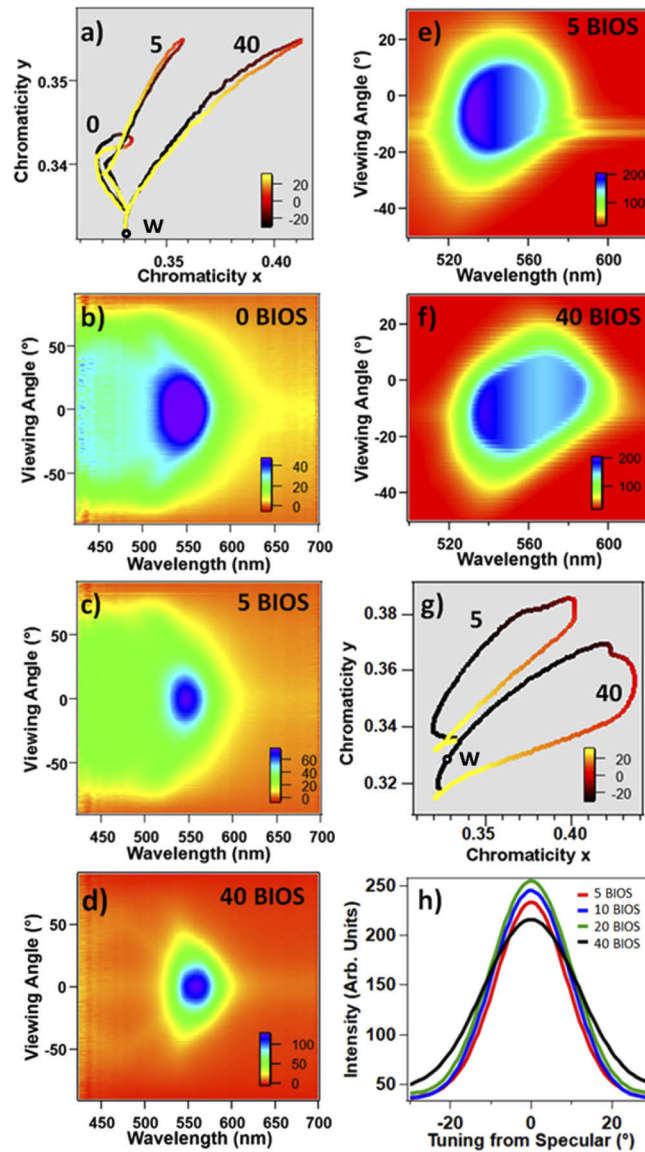 a)
5
40
0
W
0.35
0.34
20
0
-20
0.35
0.40
Chromaticity y
Chromaticity x
e)
5 BIOS
20
0
-20
-40
200
100
520
560
600
Viewing Angle (°)
Wavelength (nm)
b)
0 BIOS
50
0
-50
40
20
0
450
500
550
600
650
700
Viewing Angle (°)
Wavelength (nm)
f)
40 BIOS
20
0
-20
-40
200
100
520
560
600
Viewing Angle (°)
Wavelength (nm)
c)
5 BIOS
50
0
-50
60
40
20
0
450
500
550
600
650
700
Viewing Angle (°)
Wavelength (nm)
g)
5
40
W
0.38
0.36
0.34
0.32
20
0
-20
0.35
0.40
Chromaticity y
Chromaticity x
d)
40 BIOS
50
0
-50
100
50
0
450
500
550
600
650
700
Viewing Angle (°)
Wavelength (nm)
h)
5 BIOS
10 BIOS
20 BIOS
40 BIOS
250
200
150
100
50
-20
0
20
Intensity (Arb. Units)
Tuning from Specular (°)